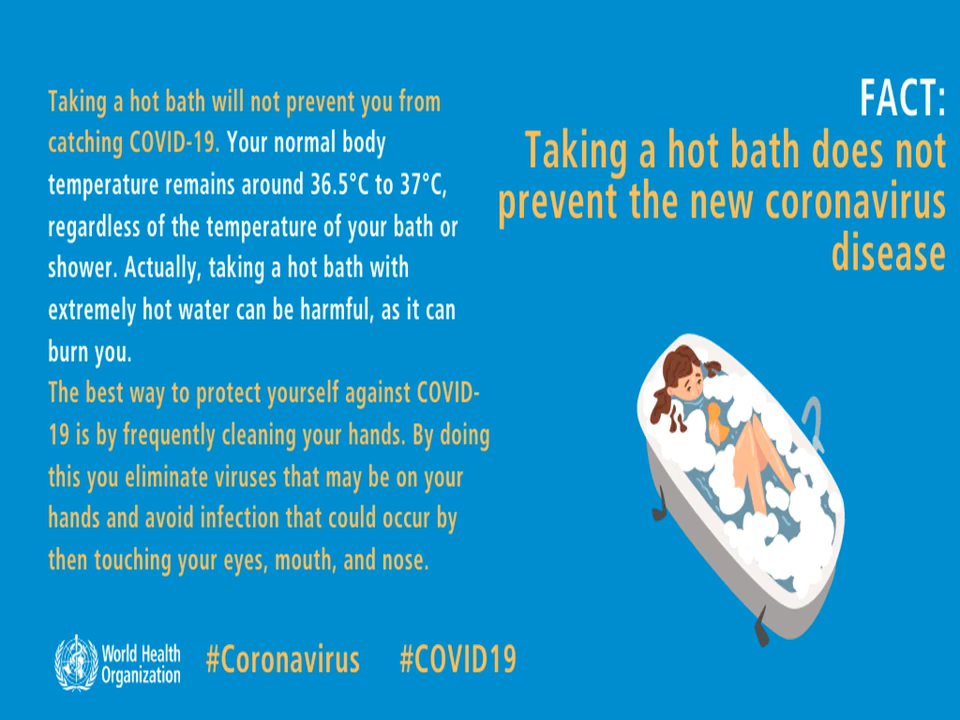 FACT:
Taking a hot bath does not
prevent the new coronavirus
disease
Taking a hot bath will not prevent you from
catching COVID-19. Your normal body
temperature remains around 36.5°C to 37°C,
regardless of the temperature of your bath or
shower. Actually, taking a hot bath with
extremely hot water can be harmful, as it can
burn you.
The best way to protect yourself against COVID-
19 is by frequently cleaning your hands. By doing
this you eliminate viruses that may be on your
hands and avoid infection that could occur by
then touching your eyes, mouth, and nose.
World Health
Organization
#Coronavirus #COVID19